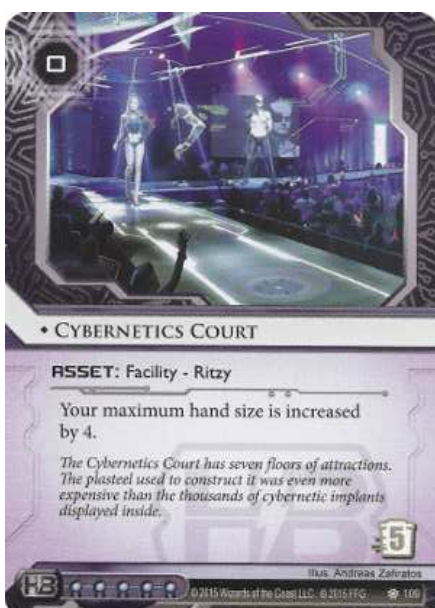 0
• CYBERNETICS COURT
ASSET: Facility - Ritzy
Your maximum hand size is increased
by 4.
The Cybernetics Court has seven floors of attractions.
The plasteel used to construct it was even more
expensive than the thousands of cybernetic implants
displayed inside.
5
Illus. Andreas Zafiratos
HB
© 2015 Wizards of the Coast LLC. © 2015 FFG
109